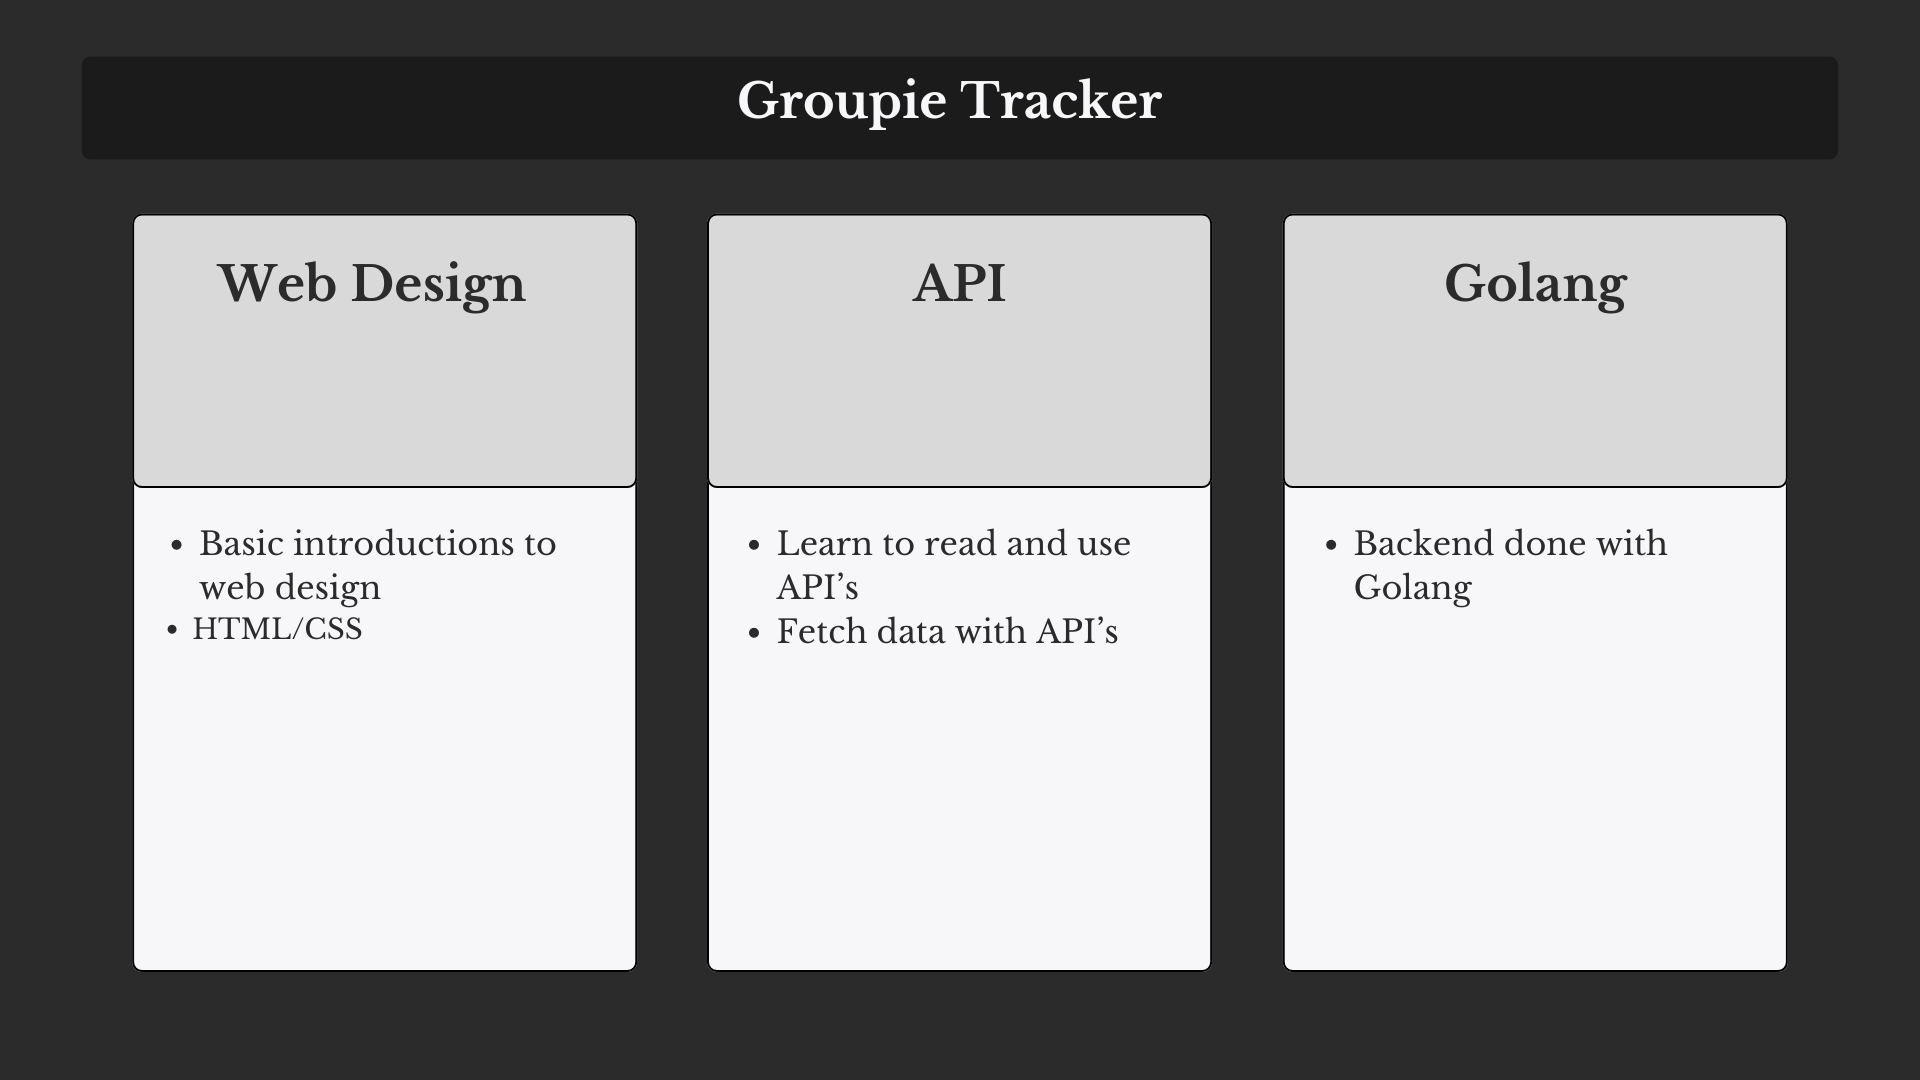 Groupie Tracker
Web Design
• Basic introductions to
web design
• HTML/CSS
API
• Learn to read and use
API’s
• Fetch data with API’s
Golang
• Backend done with
Golang